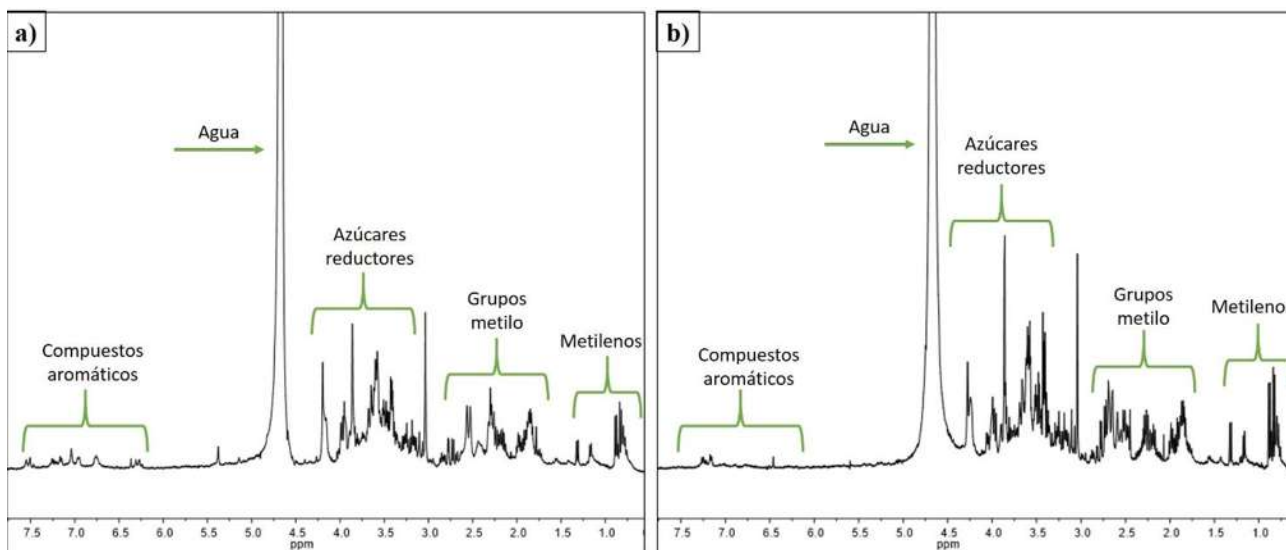 a)
Agua
Azúcares
reductores
Grupos
metilo
Metilenos
Compuestos
aromáticos
7.5 7.0 6.5 6.0 5.5 5.0 4.5 4.0 3.5 3.0 2.5 2.0 1.5 1.0
ppm
b)
Agua
Azúcares
reductores
Grupos
metilo
Metileno
Compuestos
aromáticos
7.5 7.0 6.5 6.0 5.5 5.0 4.5 4.0 3.5 3.0 2.5 2.0 1.5 1.0
ppm